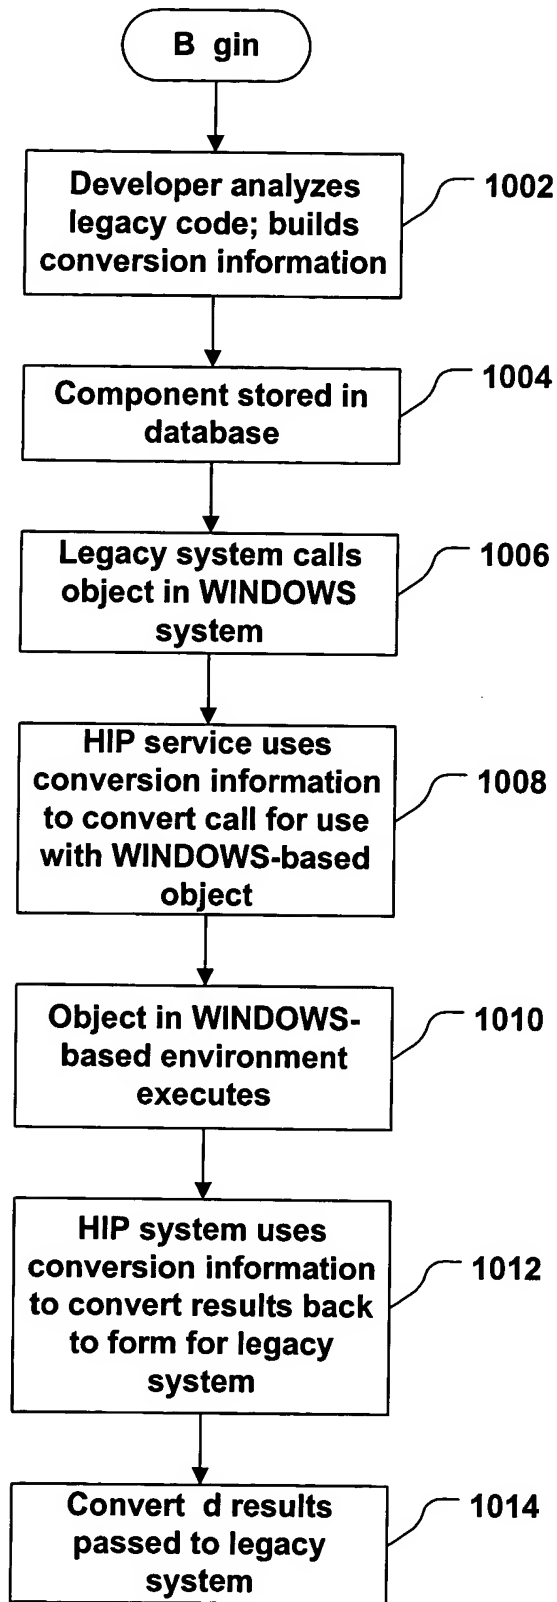 B gin
Developer analyzes
legacy code; builds
conversion information
1002
Component stored in
database
1004
Legacy system calls
object in WINDOWS
system
1006
HIP service uses
conversion information
to convert call for use
with WINDOWS-based
object
1008
Object in WINDOWS-
based environment
executes
1010
HIP system uses
conversion information
to convert results back
to form for legacy
system
1012
Convert d results
passed to legacy
system
1014